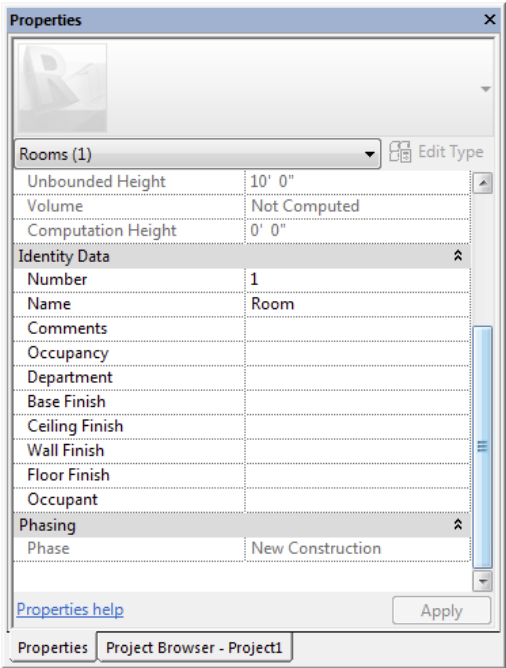 Properties
Rooms (1)
Edit Type
Unbounded Height 10' 0"
Volume Not Computed
Computation Height 0' 0"
Identity Data
Number 1
Name Room
Comments
Occupancy
Department
Base Finish
Ceiling Finish
Wall Finish
Floor Finish
Occupant
Phasing
Phase New Construction
Properties help
Apply
Properties
Project Browser - Project1